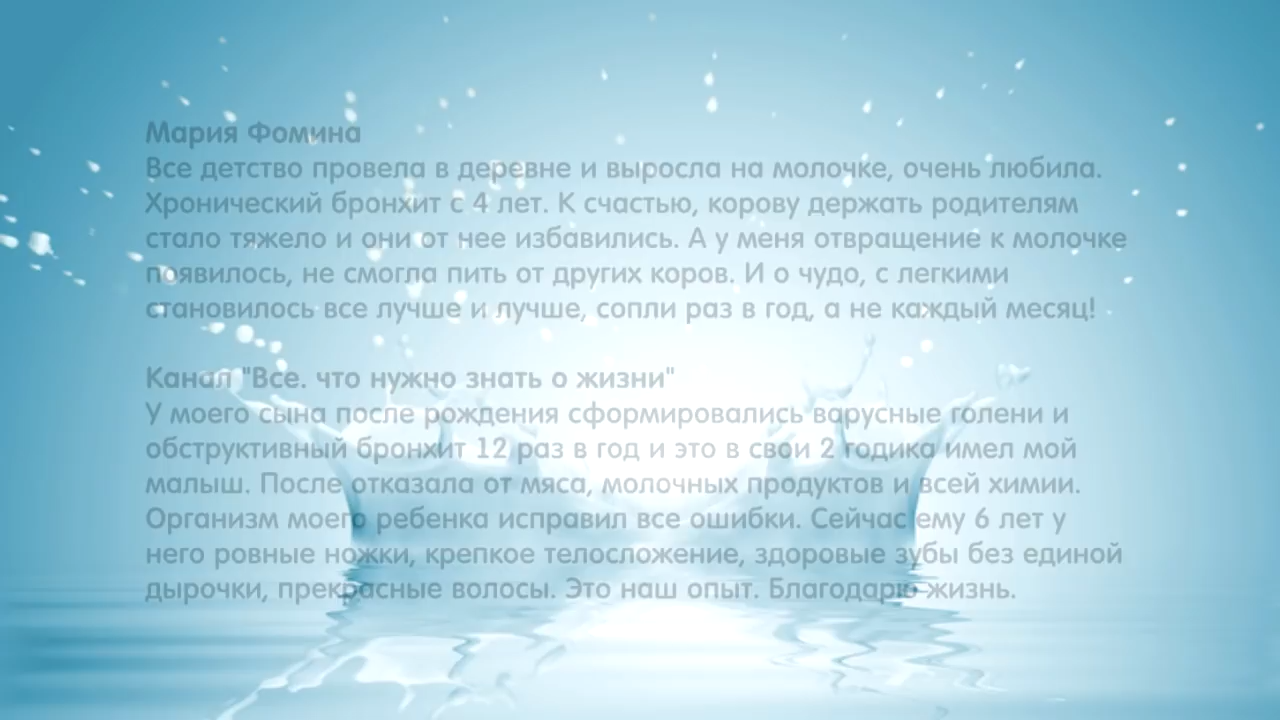 Мария Фомина
Все детство провела в деревне и выросла на молочке, очень любила.
Хронический бронхит с 4 лет. К счастью, корову держать родителям
стало тяжело и они от нее избавились. А у меня отвращение к молочке
появилось, не смогла пить от других коров. И о чудо, с легкими
становилось все лучше и лучше, сопли раз в год, а не каждый месяц!
Канал "Все. что нужно знать о жизни"
У моего сына после рождения сформировались варусные голени и
обструктивный бронхит 12 раз в год и это в свои 2 годика имел мой
малыш. После отказала от мяса, молочных продуктов и всей химии.
Организм моего ребенка исправил все ошибки. Сейчас ему 6 лет у
него ровные ножки, крепкое телосложение, здоровые зубы без единой
дырочки, прекрасные волосы. Это наш опыт. Благодарю жизнь.